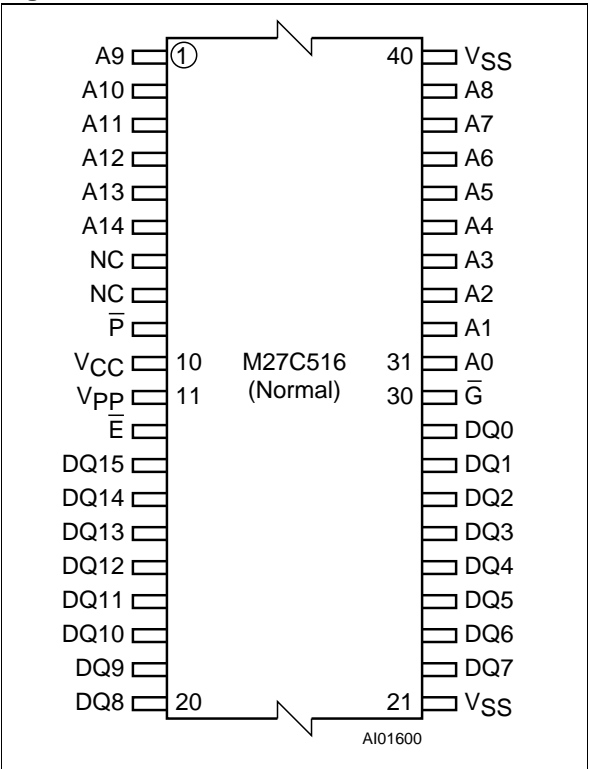 A9 1 40 VSS
A10 A8
A11 A7
A12 A6
A13 A5
A14 A4
NC A3
NC A2
P̅ A1
VCC 10 M27C516 31 A0
VPP 11 (Normal) 30 G̅
E̅ DQ0
DQ15 DQ1
DQ14 DQ2
DQ13 DQ3
DQ12 DQ4
DQ11 DQ5
DQ10 DQ6
DQ9 DQ7
DQ8 20 21 VSS
AI01600